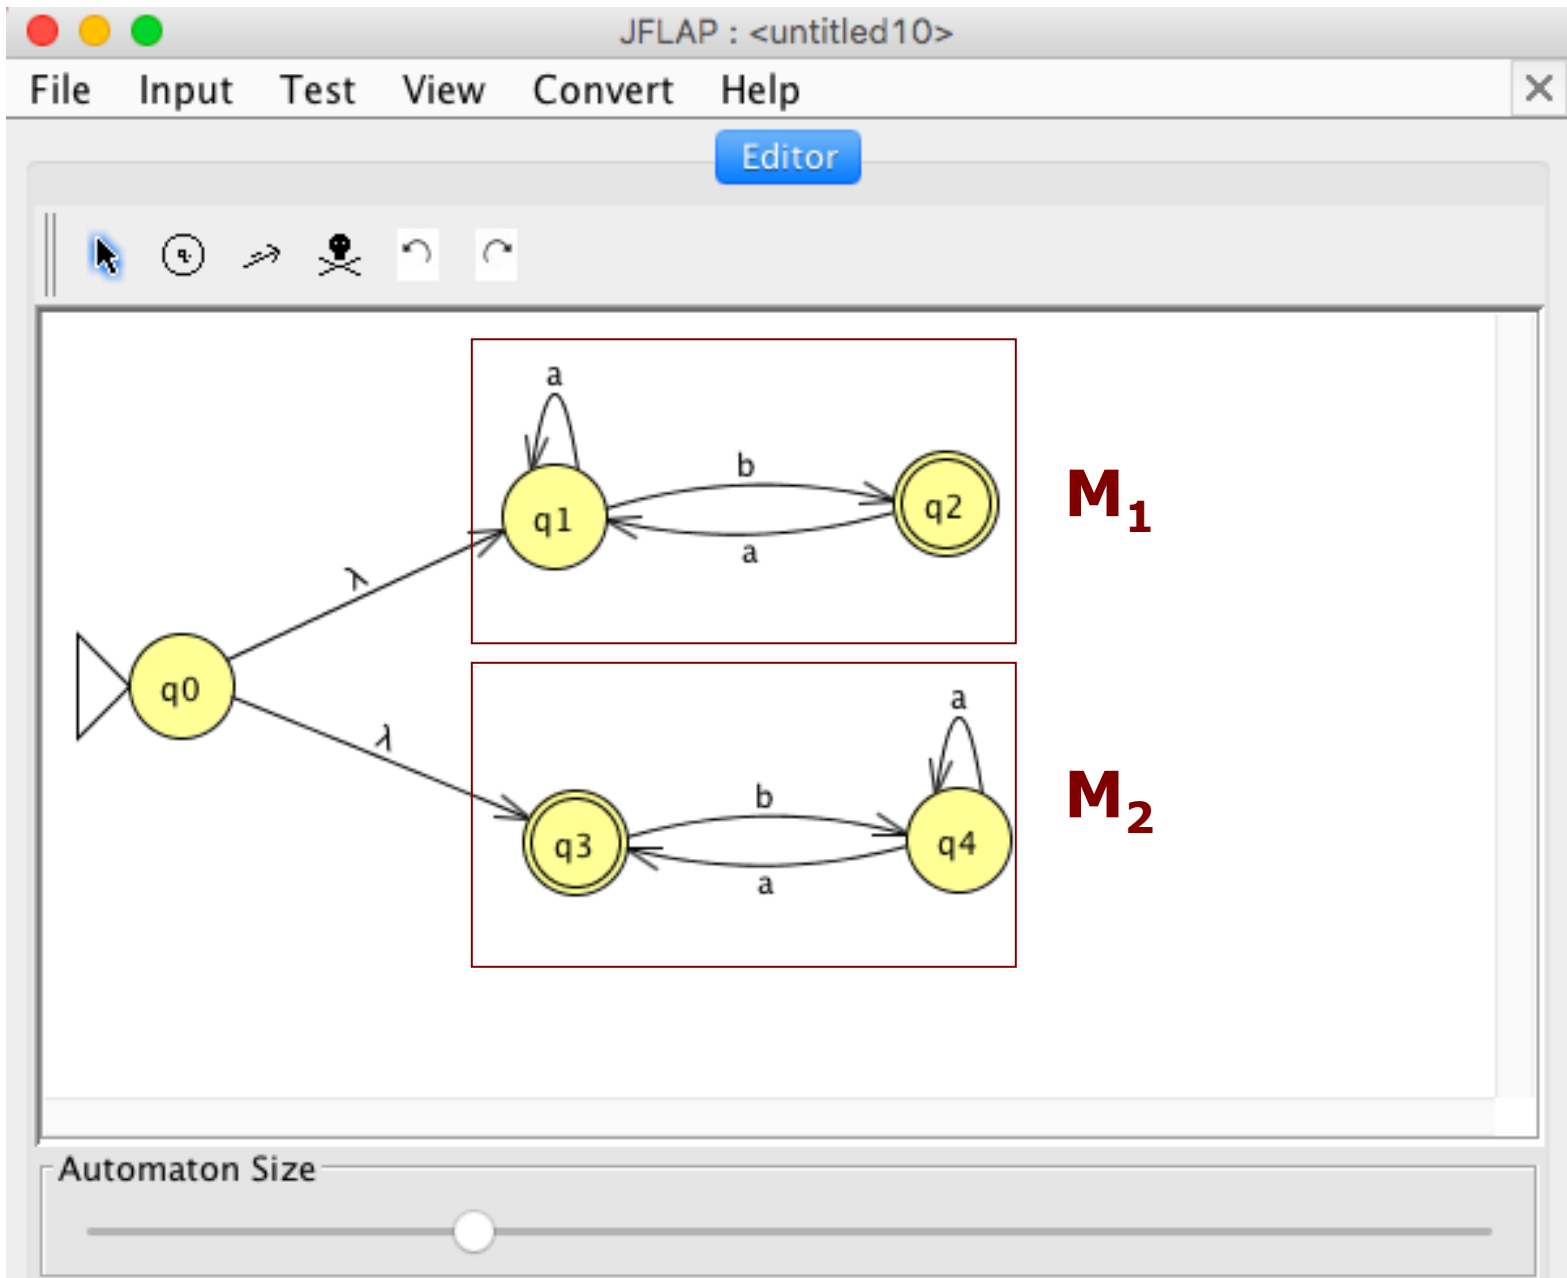 JFLAP : <untitled10>
File Input Test View Convert Help
Editor
q
a
b
q1
q2
a
M1
λ
q0
λ
a
b
q3
q4
a
M2
Automaton Size